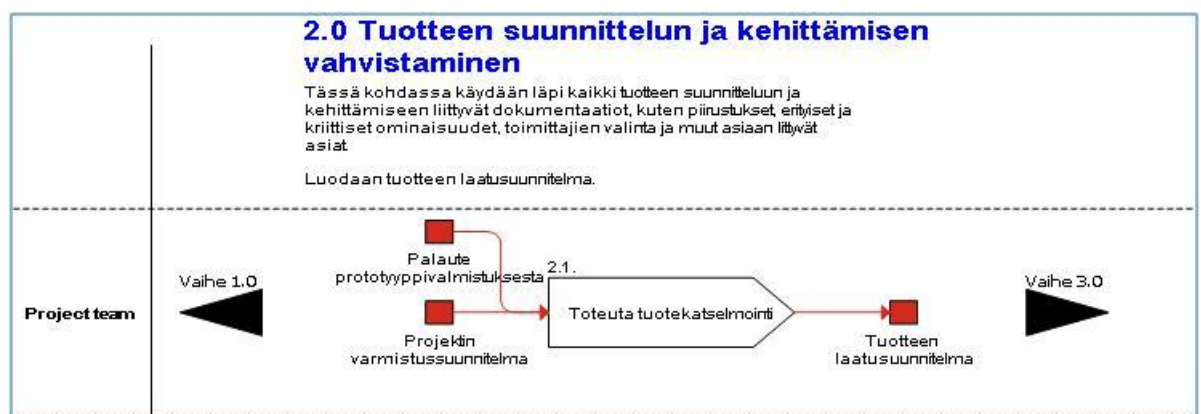 2.0 Tuotteen suunnittelun ja kehittämisen
vahvistaminen
Tässä kohdassa käydään läpi kaikki tuotteen suunnitteluun ja
kehittämiseen liittyvät dokumentaatiot, kuten piirustukset, erityiset ja
kriittiset ominaisuudet, toimittajien valinta ja muut asiaan liittyvät
asiat
Luodaan tuotteen laatusuunnitelma.
Palaute
prototyyppivalmistuksesta
2.1.
Vaihe 1.0
Vaihe 3.0
Project team
Toteuta tuotekatselmointi
Projektin
varmistussuunnitelma
Tuotteen
laatusuunnitelma